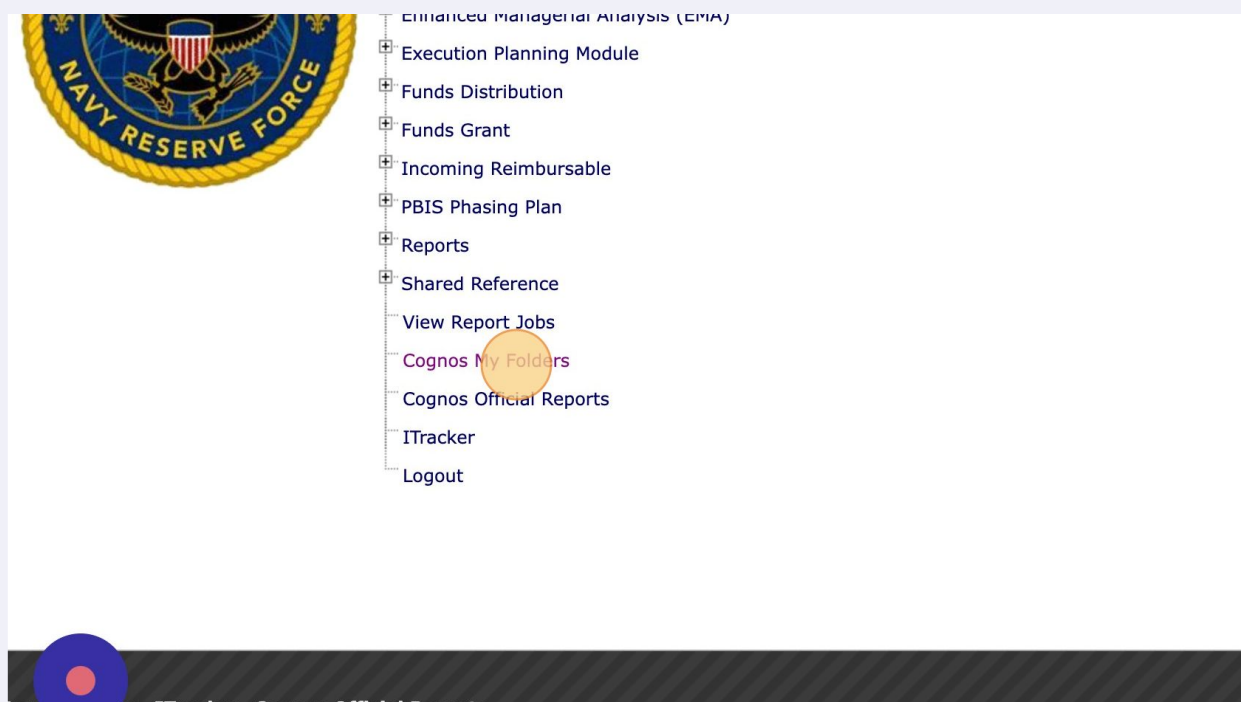 NAVY RESERVE FORCE
Enhanced Managerial Analysis (EMA)
Execution Planning Module
Funds Distribution
Funds Grant
Incoming Reimbursable
PBIS Phasing Plan
Reports
Shared Reference
View Report Jobs
Cognos My Folders
Cognos Official Reports
ITracker
Logout